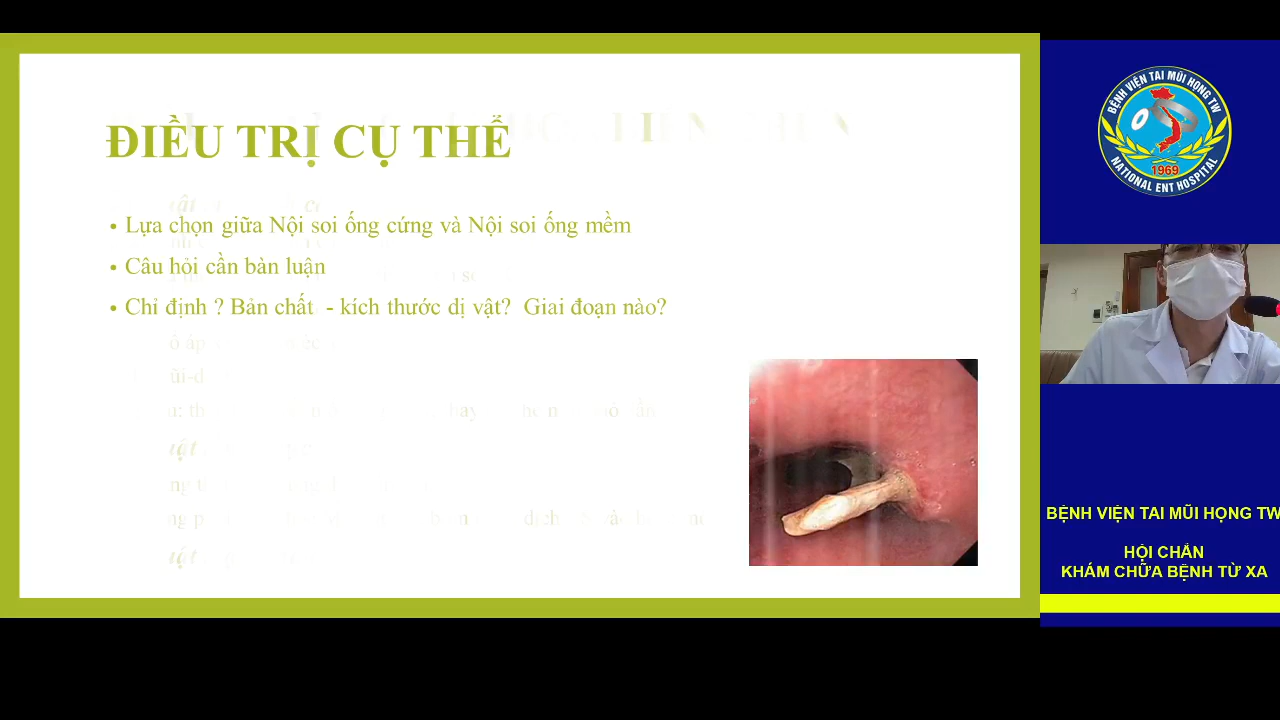 ĐIỀU TRỊ CỤ THỂ
• Lựa chọn giữa Nội soi ống cứng và Nội soi ống mềm
• Câu hỏi cần bàn luận
• Chỉ định ? Bản chất - kích thước dị vật? Giai đoạn nào?
BỆNH VIỆN TAI MŨI HỌNG TW
NATIONAL ENT HOSPITAL
1969
BỆNH VIỆN TAI MŨI HỌNG TW
HỘI CHẨN
KHÁM CHỮA BỆNH TỪ XA